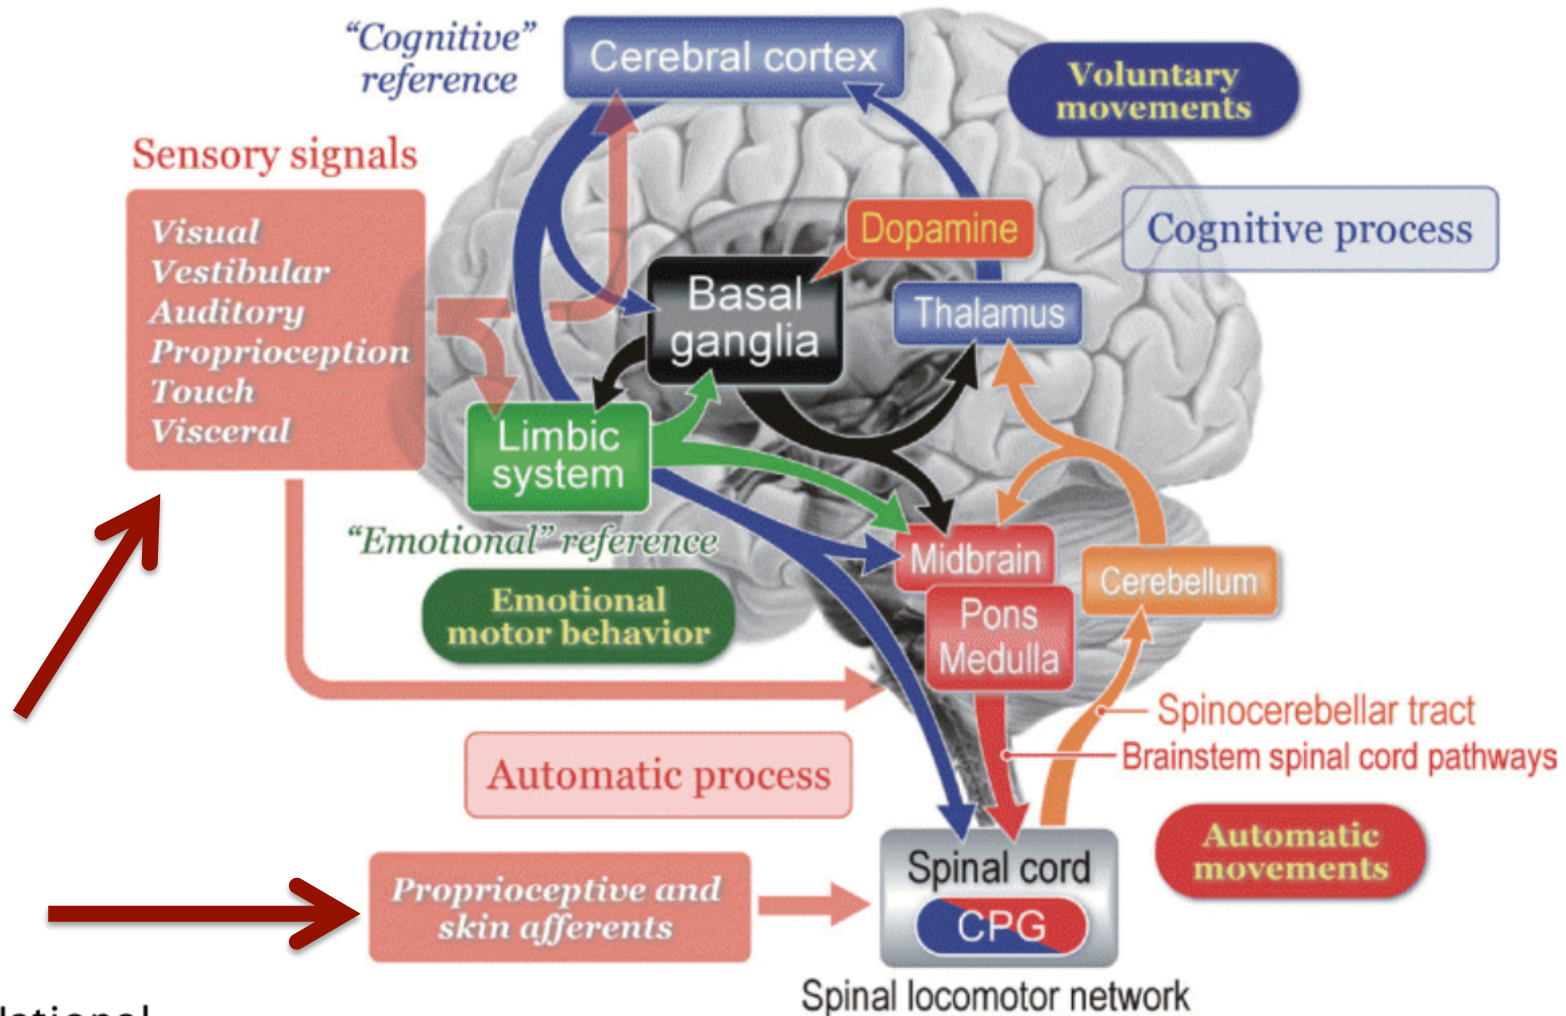 “Cognitive”
reference
Cerebral cortex
Voluntary
movements
Sensory signals
Visual
Vestibular
Auditory
Proprioception
Touch
Visceral
Dopamine
Cognitive process
Basal
ganglia
Thalamus
Limbic
system
“Emotional” reference
Emotional
motor behavior
Midbrain
Pons
Medulla
Cerebellum
Spinocerebellar tract
Brainstem spinal cord pathways
Automatic process
Automatic
movements
Proprioceptive and
skin afferents
Spinal cord
CPG
Spinal locomotor network